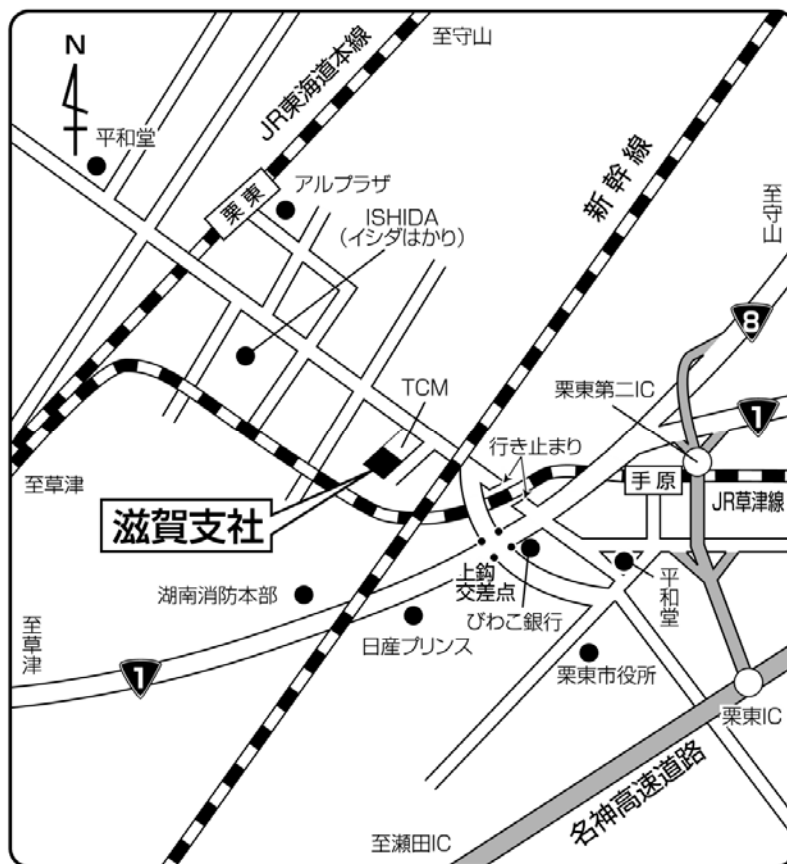 N
平和堂
JR東海道本線
至守山
栗東
アルプラザ
ISHIDA
（イシダはかり）
新幹線
至守山
8
栗東第二IC
1
TCM
行き止まり
手原
JR草津線
至草津
滋賀支社
上鈎
交差点
びわこ銀行
平和堂
湖南消防本部
日産プリンス
至草津
1
栗東市役所
栗東IC
名神高速道路
至瀬田IC